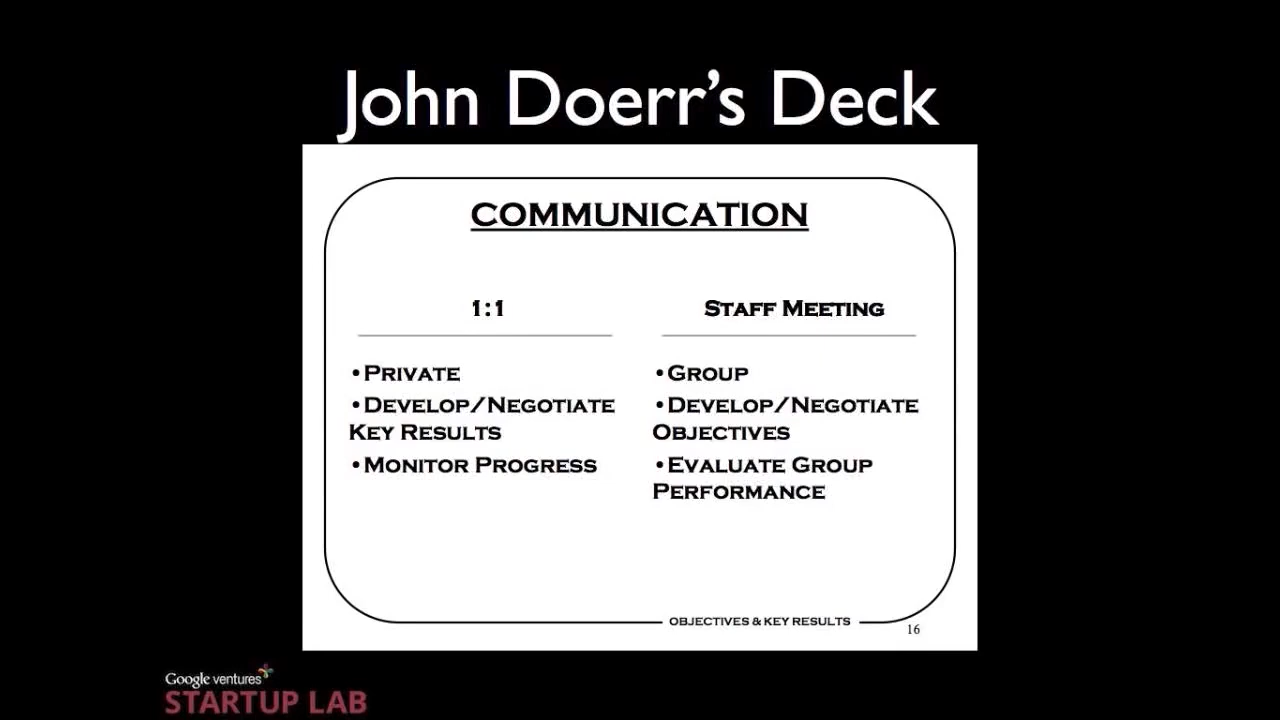 John Doerr's Deck
COMMUNICATION
1:1
STAFF MEETING
•PRIVATE
•DEVELOP/NEGOTIATE
KEY RESULTS
•MONITOR PROGRESS
•GROUP
•DEVELOP/NEGOTIATE
OBJECTIVES
•EVALUATE GROUP
PERFORMANCE
OBJECTIVES & KEY RESULTS
16
Google ventures
STARTUP LAB